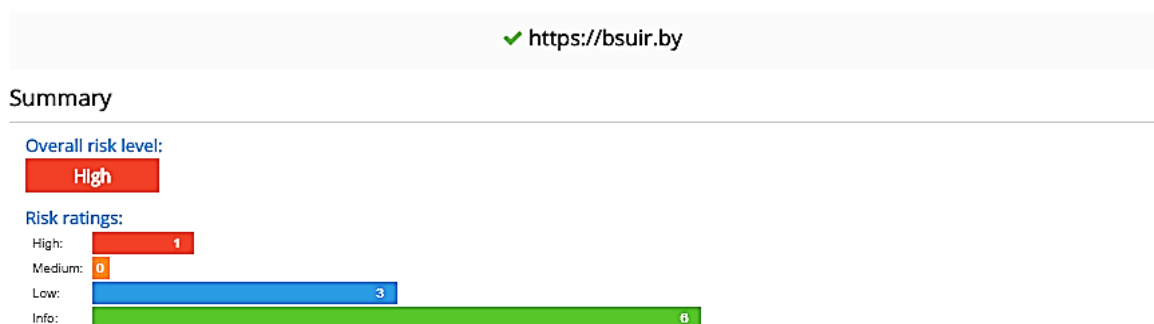 https://bsuir.by
Summary
Overall risk level:
High
Risk ratings:
High: 1
Medium: 0
Low: 3
Info: 6